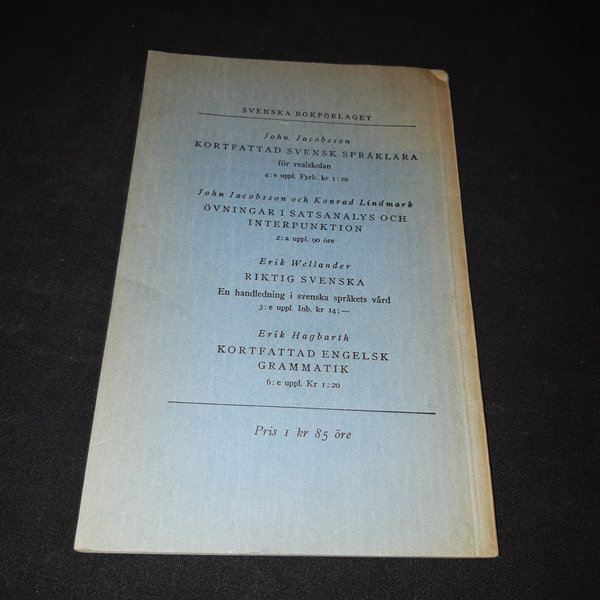 SVENSKA BOKFÖRLAGET
John Jacobsson
KORTFATTAD SVENSK SPRÅKLÄRA
för realskolan
4:e uppl. Pprb. kr 1:10
John Jacobsson och Konrad Lindmark
ÖVNINGAR I SATSANALYS OCH
INTERPUNKTION
2:a uppl. 90 öre
Erik Wellander
RIKTIG SVENSKA
En handledning i svenska språkets vård
3:e uppl. Inb. kr 14:—
Erik Hagbarth
KORTFATTAD ENGELSK
GRAMMATIK
6:e uppl. Kr 1:20
Pris 1 kr 85 öre